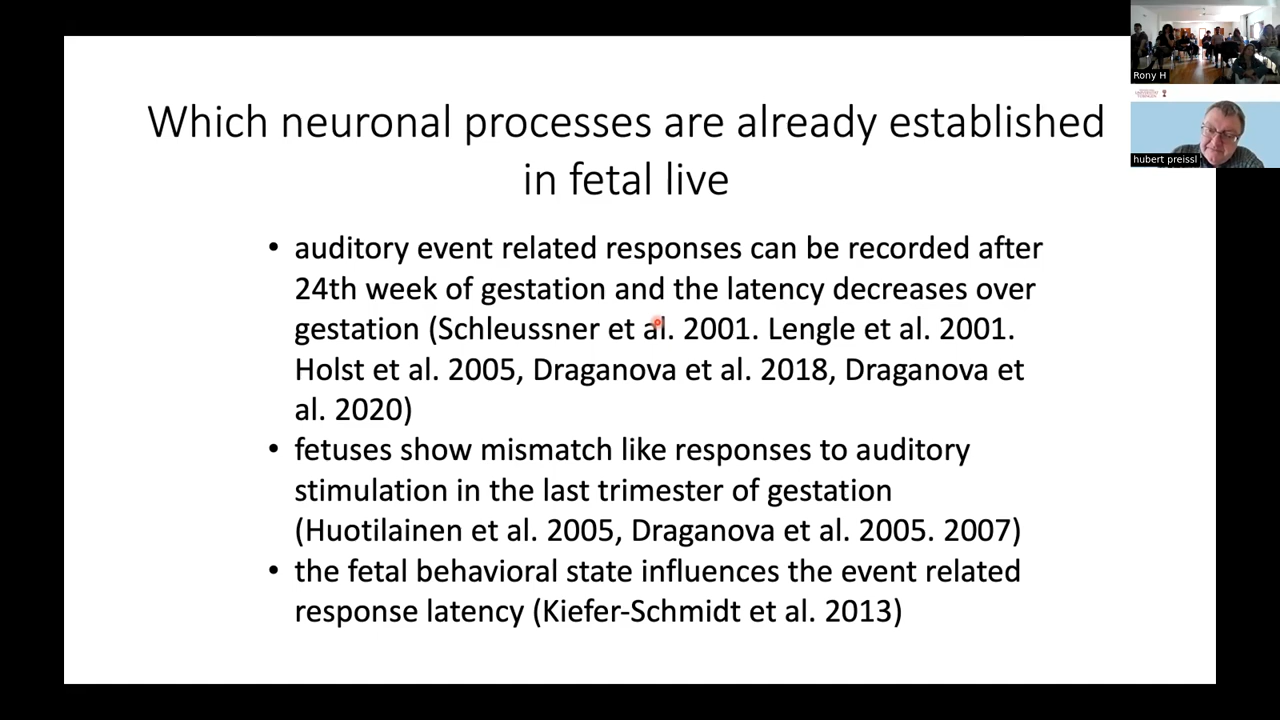 Which neuronal processes are already established
in fetal live
• auditory event related responses can be recorded after
24th week of gestation and the latency decreases over
gestation (Schleussner et al. 2001. Lengle et al. 2001.
Holst et al. 2005, Draganova et al. 2018, Draganova et
al. 2020)
• fetuses show mismatch like responses to auditory
stimulation in the last trimester of gestation
(Huotilainen et al. 2005, Draganova et al. 2005. 2007)
• the fetal behavioral state influences the event related
response latency (Kiefer-Schmidt et al. 2013)
Rony H
hubert preissl